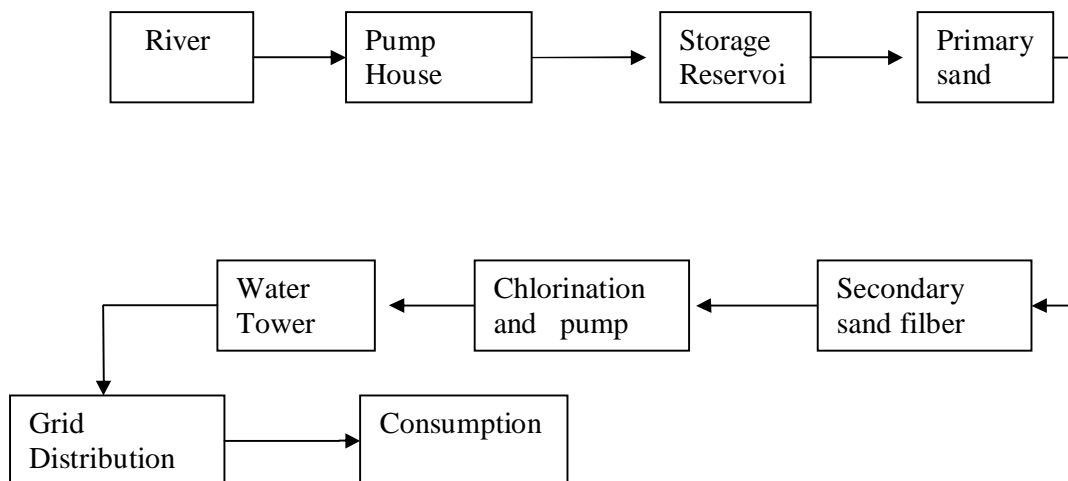 River
Pump
House
Storage
Reservoi
Primary
sand
Water
Tower
Chlorination
and pump
Secondary
sand filber
Grid
Distribution
Consumption